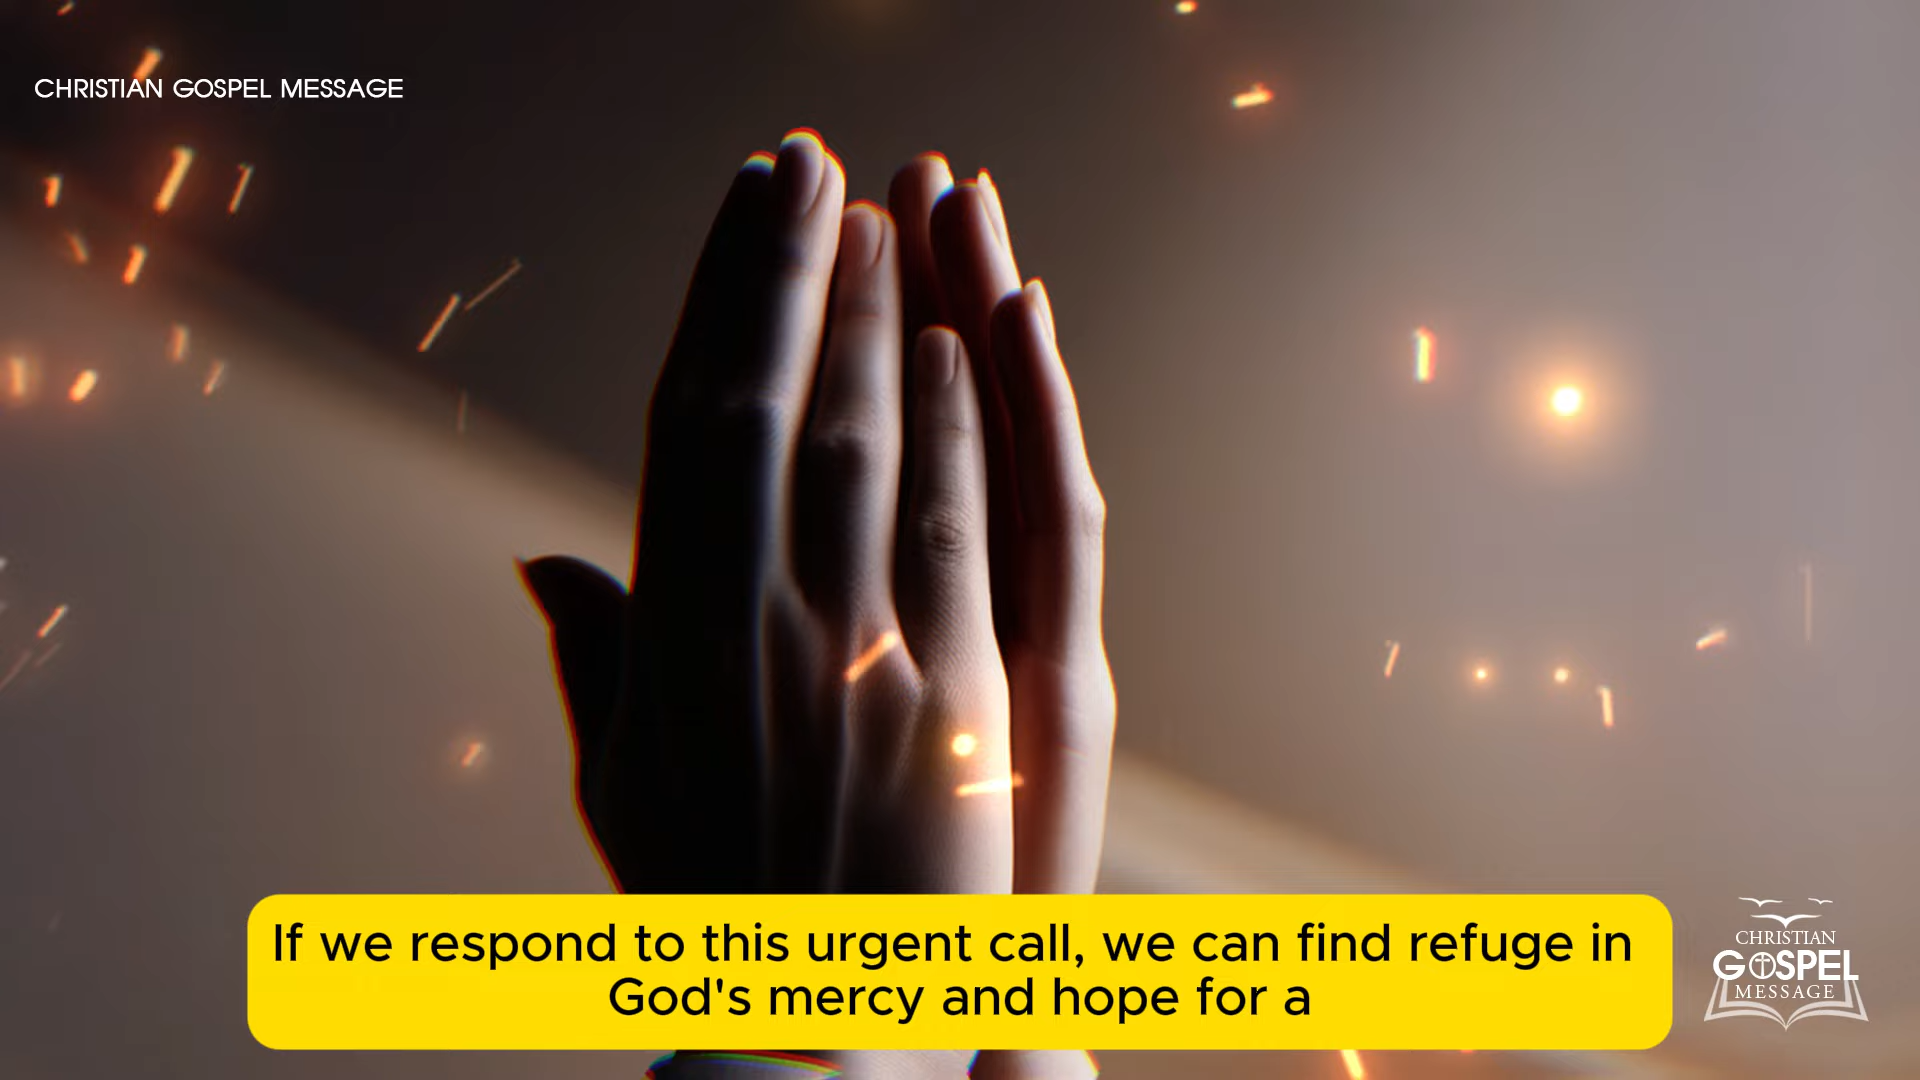 CHRISTIAN GOSPEL MESSAGE
If we respond to this urgent call, we can find refuge in
God's mercy and hope for a
CHRISTIAN
GOSPEL
MESSAGE